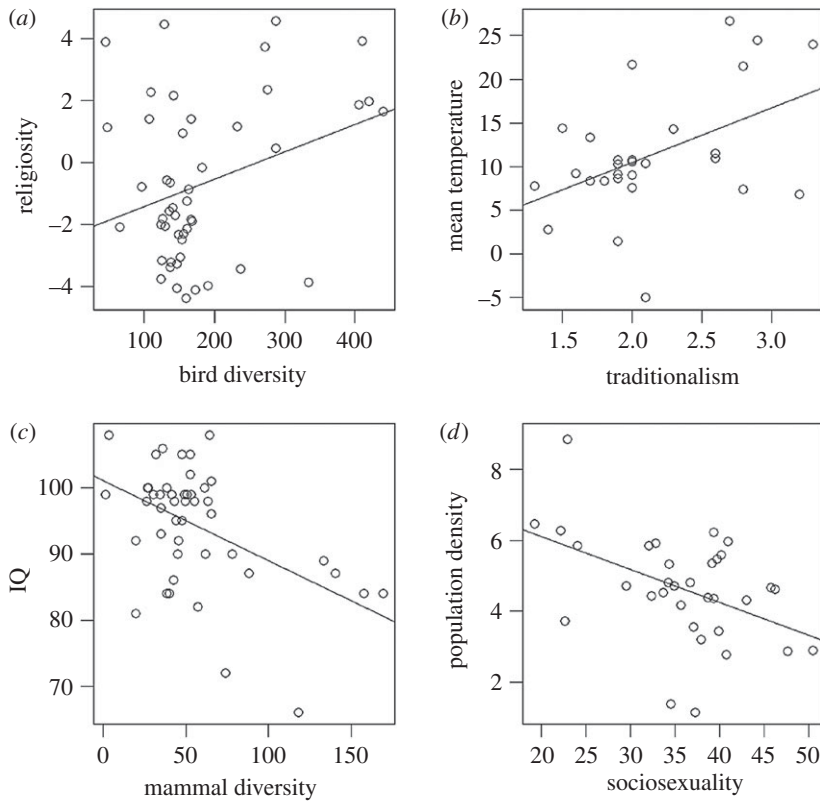 (a)
4
2
0
–2
–4
religiosity
100 200 300 400
bird diversity
(b)
25
20
15
10
5
0
–5
mean temperature
1.5 2.0 2.5 3.0
traditionalism
(c)
100
90
80
70
IQ
0 50 100 150
mammal diversity
(d)
8
6
4
2
population density
20 25 30 35 40 45 50
sociosexuality